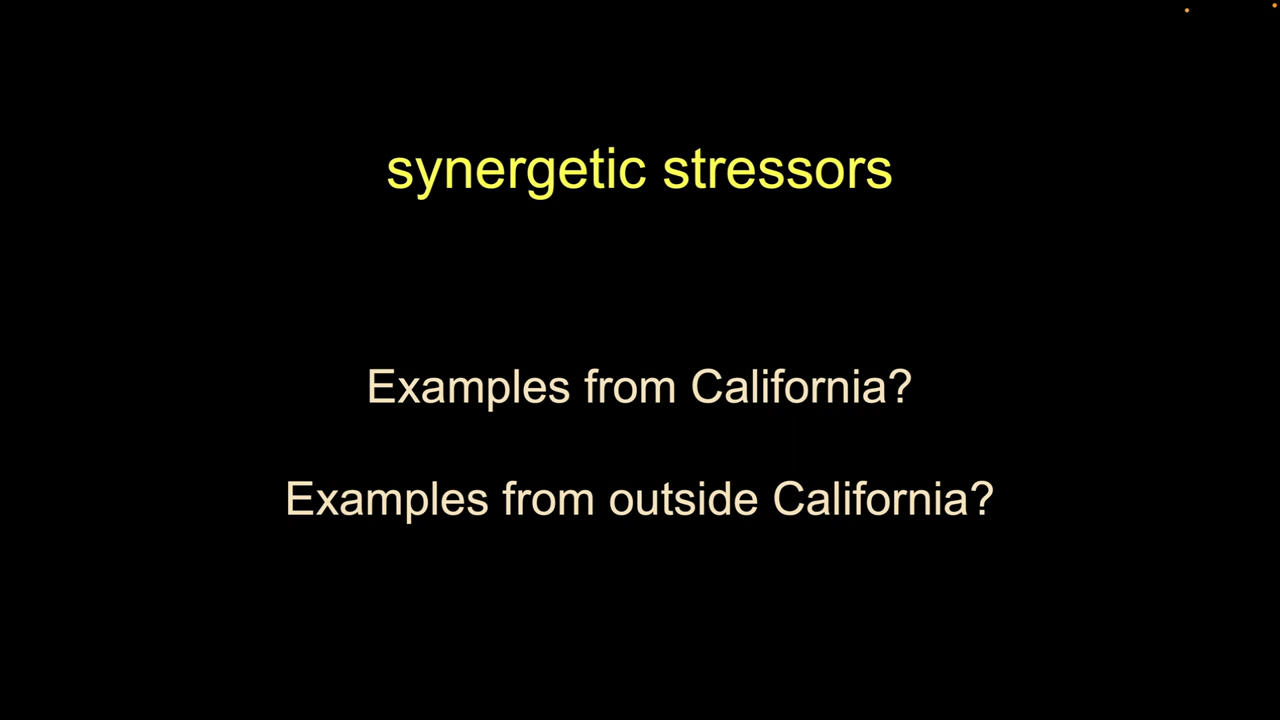 synergetic stressors
Examples from California?
Examples from outside California?